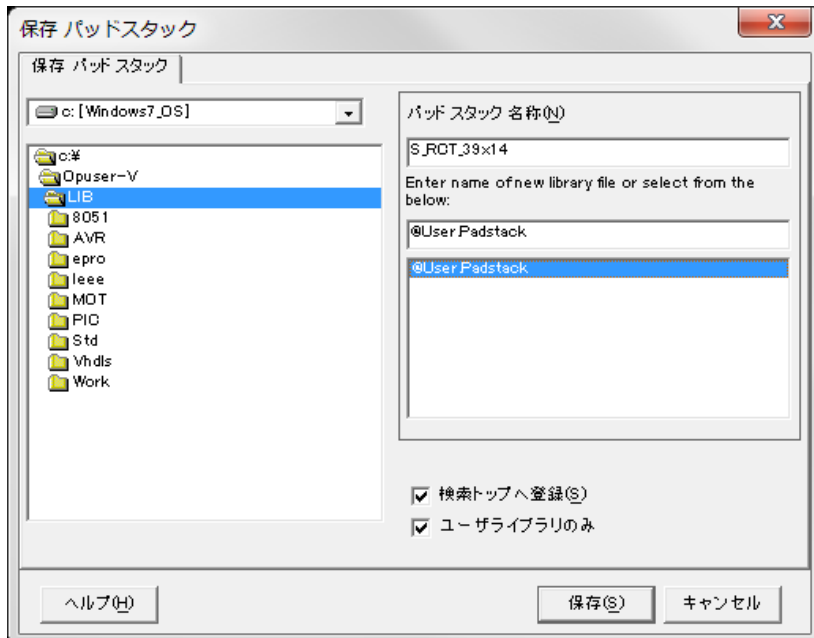 保存 パッドスタック
保存 パッド スタック
c: [Windows7_OS]
c:¥
Opuser-V
LIB
8051
AVR
epro
Ieee
MOT
PIC
Std
Vhdls
Work
パッド スタック 名称(N)
S_RCT_39x14
Enter name of new library file or select from the
below:
@User.Padstack
@User.Padstack
検索トップへ登録(S)
ユーザライブラリのみ
ヘルプ(H)
保存(S)
キャンセル